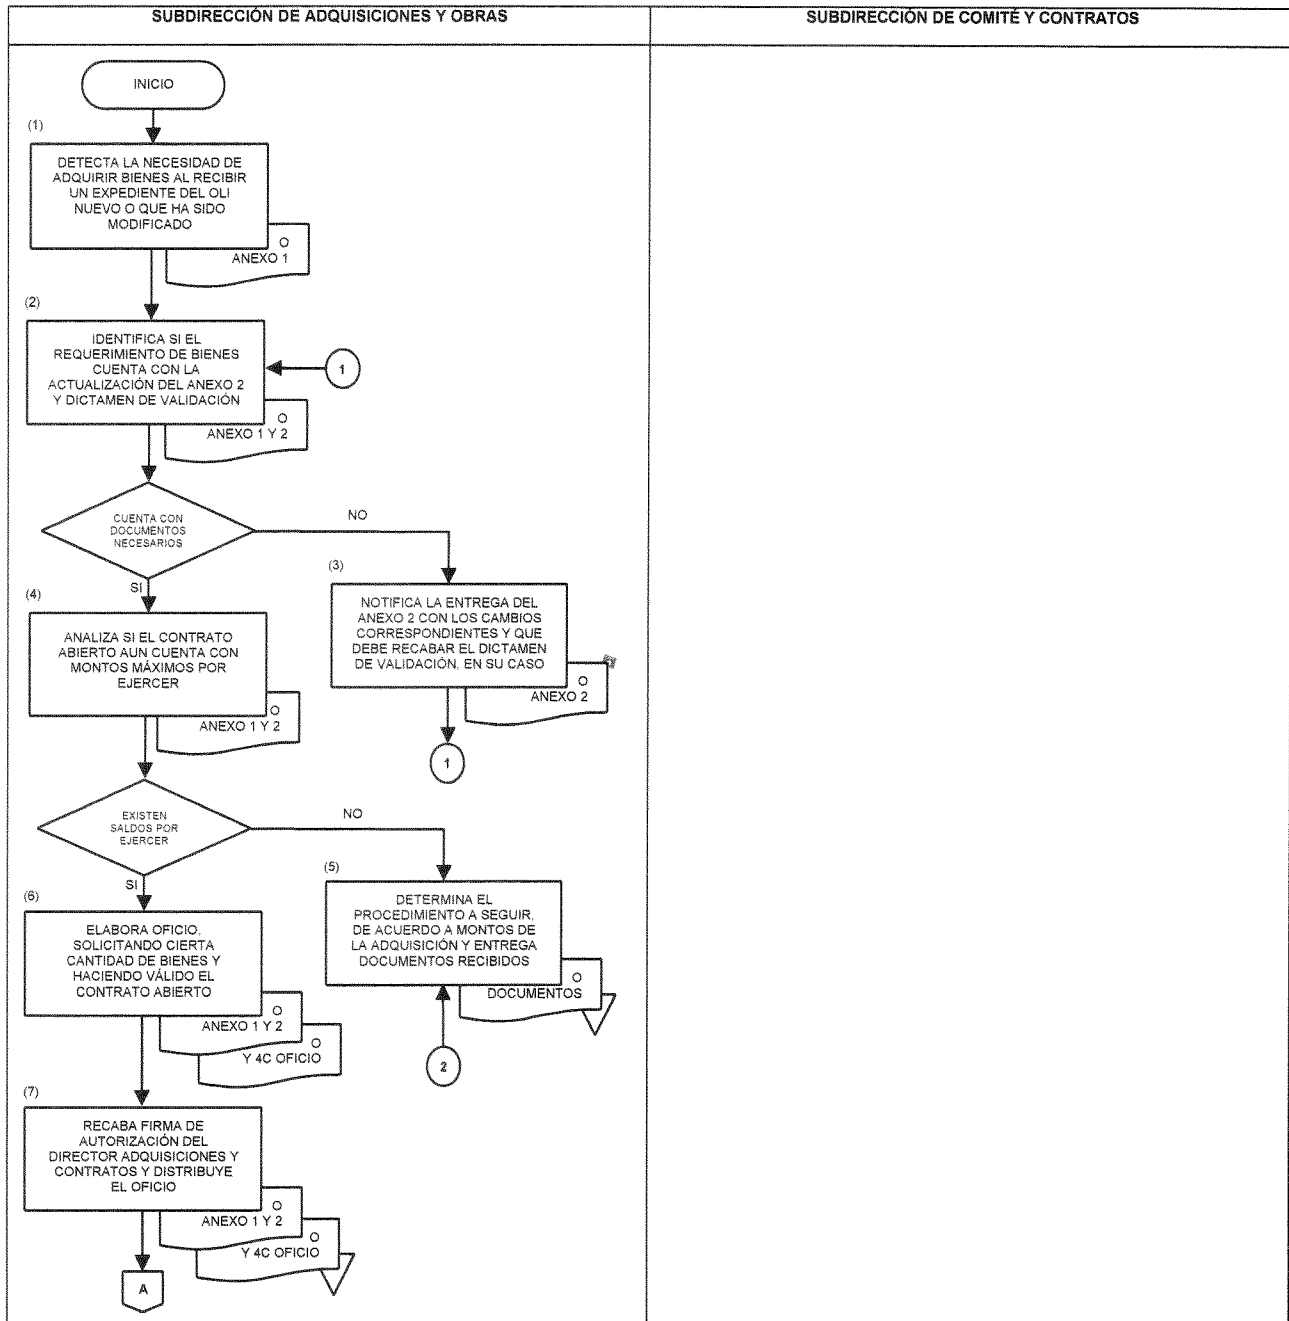 SUBDIRECCIÓN DE ADQUISICIONES Y OBRAS
SUBDIRECCIÓN DE COMITÉ Y CONTRATOS
INICIO
(1)
DETECTA LA NECESIDAD DE
ADQUIRIR BIENES AL RECIBIR
UN EXPEDIENTE DEL OLI
NUEVO O QUE HA SIDO
MODIFICADO
O
ANEXO 1
(2)
IDENTIFICA SI EL
REQUERIMIENTO DE BIENES
CUENTA CON LA
ACTUALIZACIÓN DEL ANEXO 2
Y DICTAMEN DE VALIDACIÓN
1
O
ANEXO 1 Y 2
CUENTA CON
DOCUMENTOS
NECESARIOS
NO
SI
(3)
NOTIFICA LA ENTREGA DEL
ANEXO 2 CON LOS CAMBIOS
CORRESPONDIENTES Y QUE
DEBE RECABAR EL DICTAMEN
DE VALIDACIÓN, EN SU CASO
O
ANEXO 2
1
(4)
ANALIZA SI EL CONTRATO
ABIERTO AUN CUENTA CON
MONTOS MÁXIMOS POR
EJERCER
O
ANEXO 1 Y 2
EXISTEN
SALDOS POR
EJERCER
NO
SI
(5)
DETERMINA EL
PROCEDIMIENTO A SEGUIR,
DE ACUERDO A MONTOS DE
LA ADQUISICIÓN Y ENTREGA
DOCUMENTOS RECIBIDOS
O
DOCUMENTOS
2
(6)
ELABORA OFICIO,
SOLICITANDO CIERTA
CANTIDAD DE BIENES Y
HACIENDO VÁLIDO EL
CONTRATO ABIERTO
O
ANEXO 1 Y 2
O
Y 4C OFICIO
(7)
RECABA FIRMA DE
AUTORIZACIÓN DEL
DIRECTOR ADQUISICIONES Y
CONTRATOS Y DISTRIBUYE
EL OFICIO
O
ANEXO 1 Y 2
O
Y 4C OFICIO
A